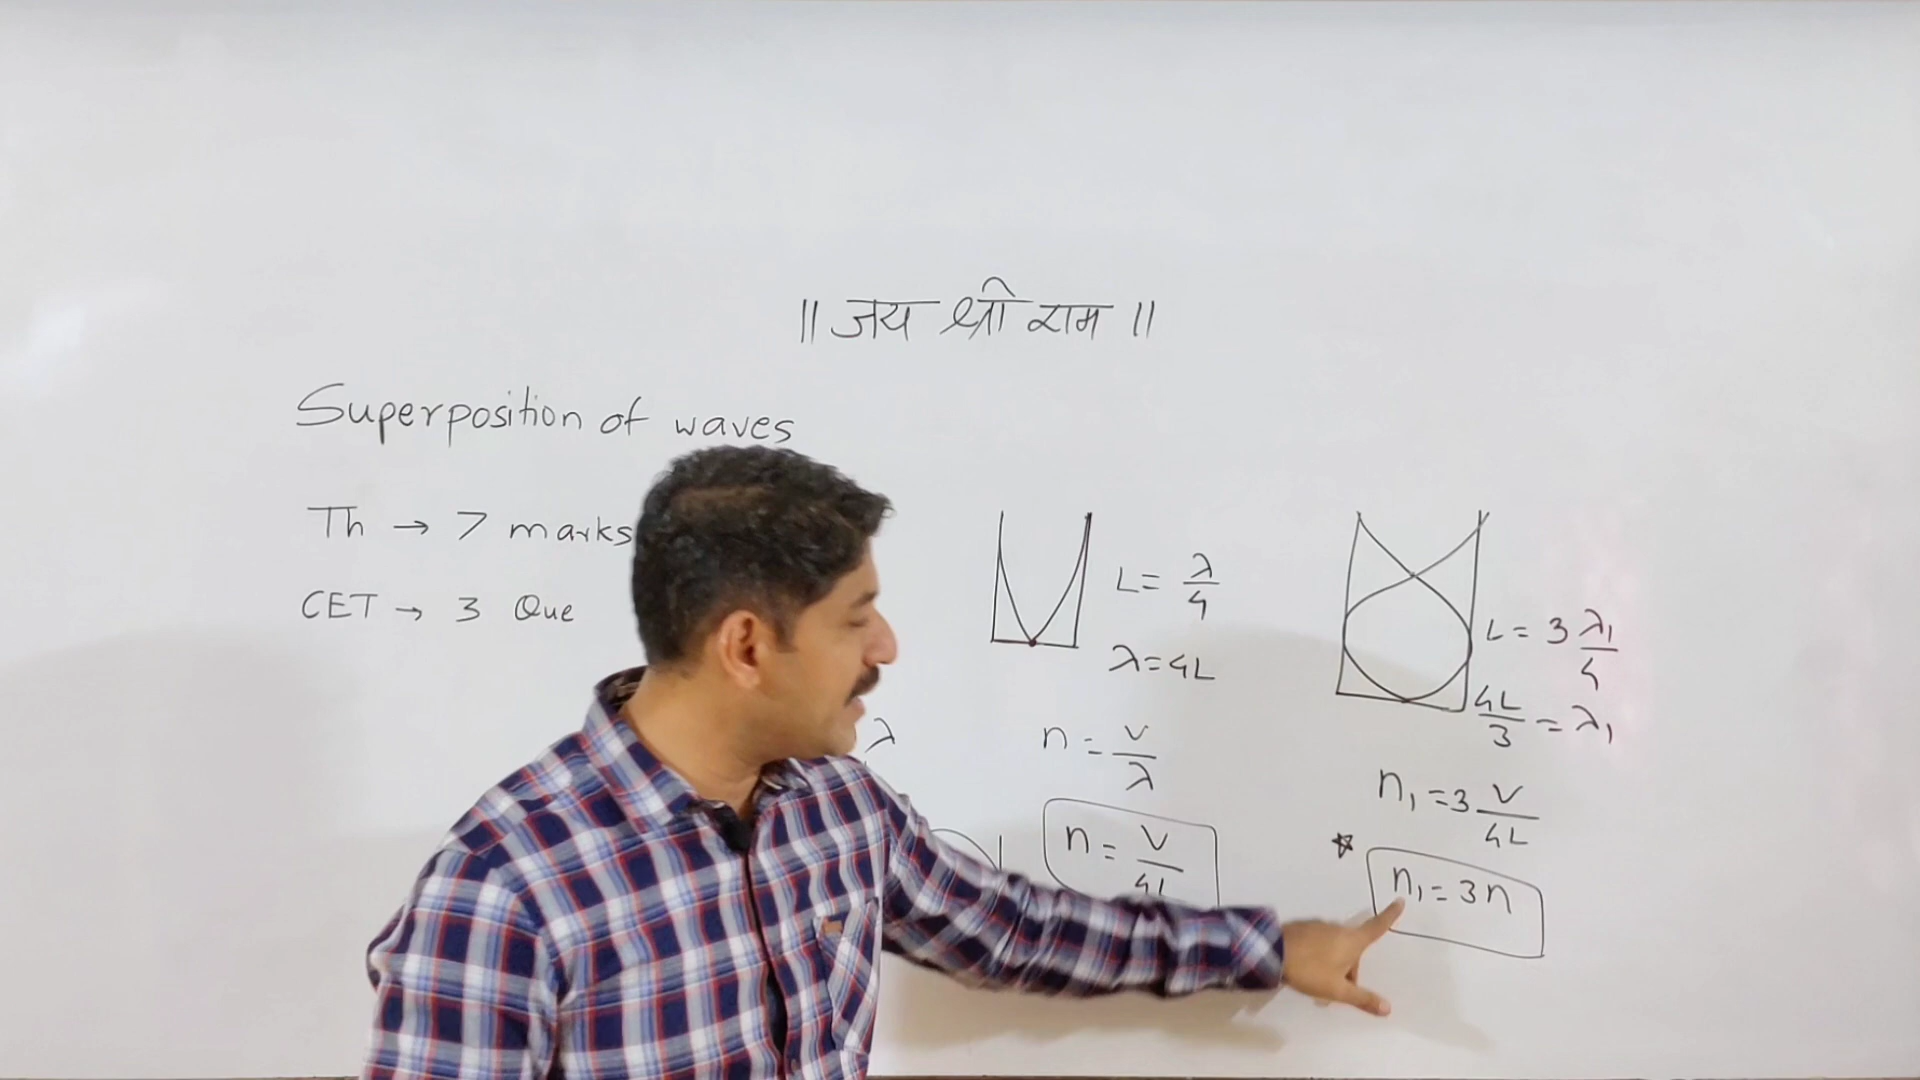 ॥ जय श्री राम ॥
Superposition of waves
Th → 7 marks
CET → 3 Que
λ
L = λ/4
λ = 4L
n = v/λ
n = v/4L
L = 3 λ₁/4
4L/3 = λ₁
n₁ = 3 v/4L
n₁ = 3n